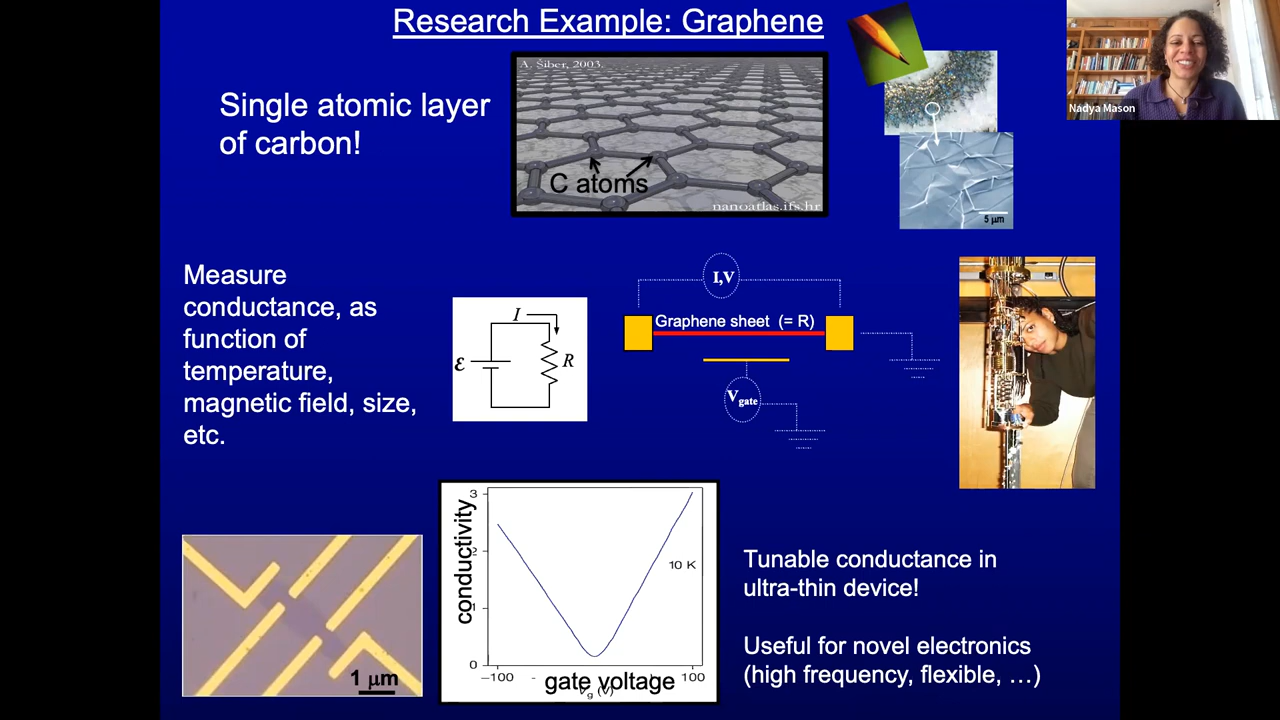 Research Example: Graphene
Nadya Mason
Single atomic layer
of carbon!
A. Šiber, 2003.
C atoms
nanoatlas.ifs.hr
5 μm
Measure
conductance, as
function of
temperature,
magnetic field, size,
etc.
I
ε
R
I,V
Graphene sheet (= R)
Vgate
1 μm
conductivity
3
2
1
0
10 K
−100
100
gate voltage
Tunable conductance in
ultra-thin device!
Useful for novel electronics
(high frequency, flexible, …)